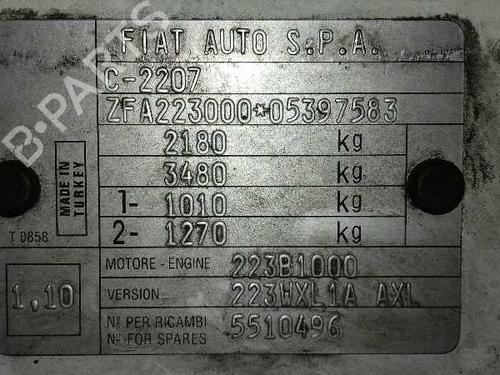 FIAT AUTO S.P.A.
C-2207
ZFA223000*05397583
2180 kg
3480 kg
1- 1010 kg
2- 1270 kg
MADE IN
TURKEY
T D858
1,10
MOTORE - ENGINE 223B1000
VERSION 223WXL1A AXL
Nº PER RICAMBI
Nº FOR SPARES 5510496
B-PARTS